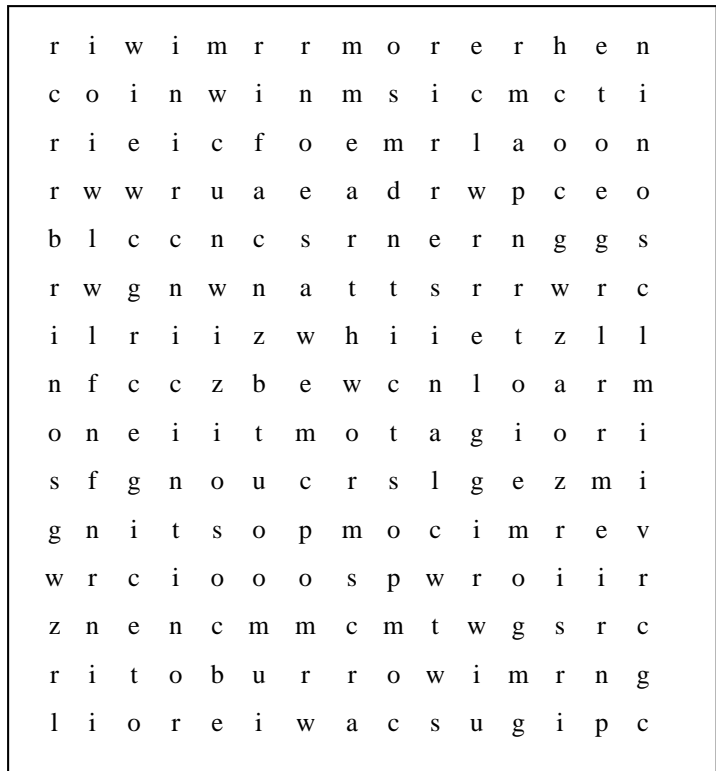 r i w i m r r m o r e r h e n
c o i n w i n m s i c m c t i
r i e i c f o e m r l a o o n
r w w r u a e a d r w p c e o
b l c c n c s r n e r n g g s
r w g n w n a t t s r r w r c
i l r i i z w h i i e t z l l
n f c c z b e w c n l o a r m
o n e i i t m o t a g i o r i
s f g n o u c r s l g e z m i
g n i t s o p m o c i m r e v
w r c i o o o s p w r o i i r
z n e n c m m c m t w g s r c
r i t o b u r r o w i m r n g
l i o r e i w a c s u g i p c